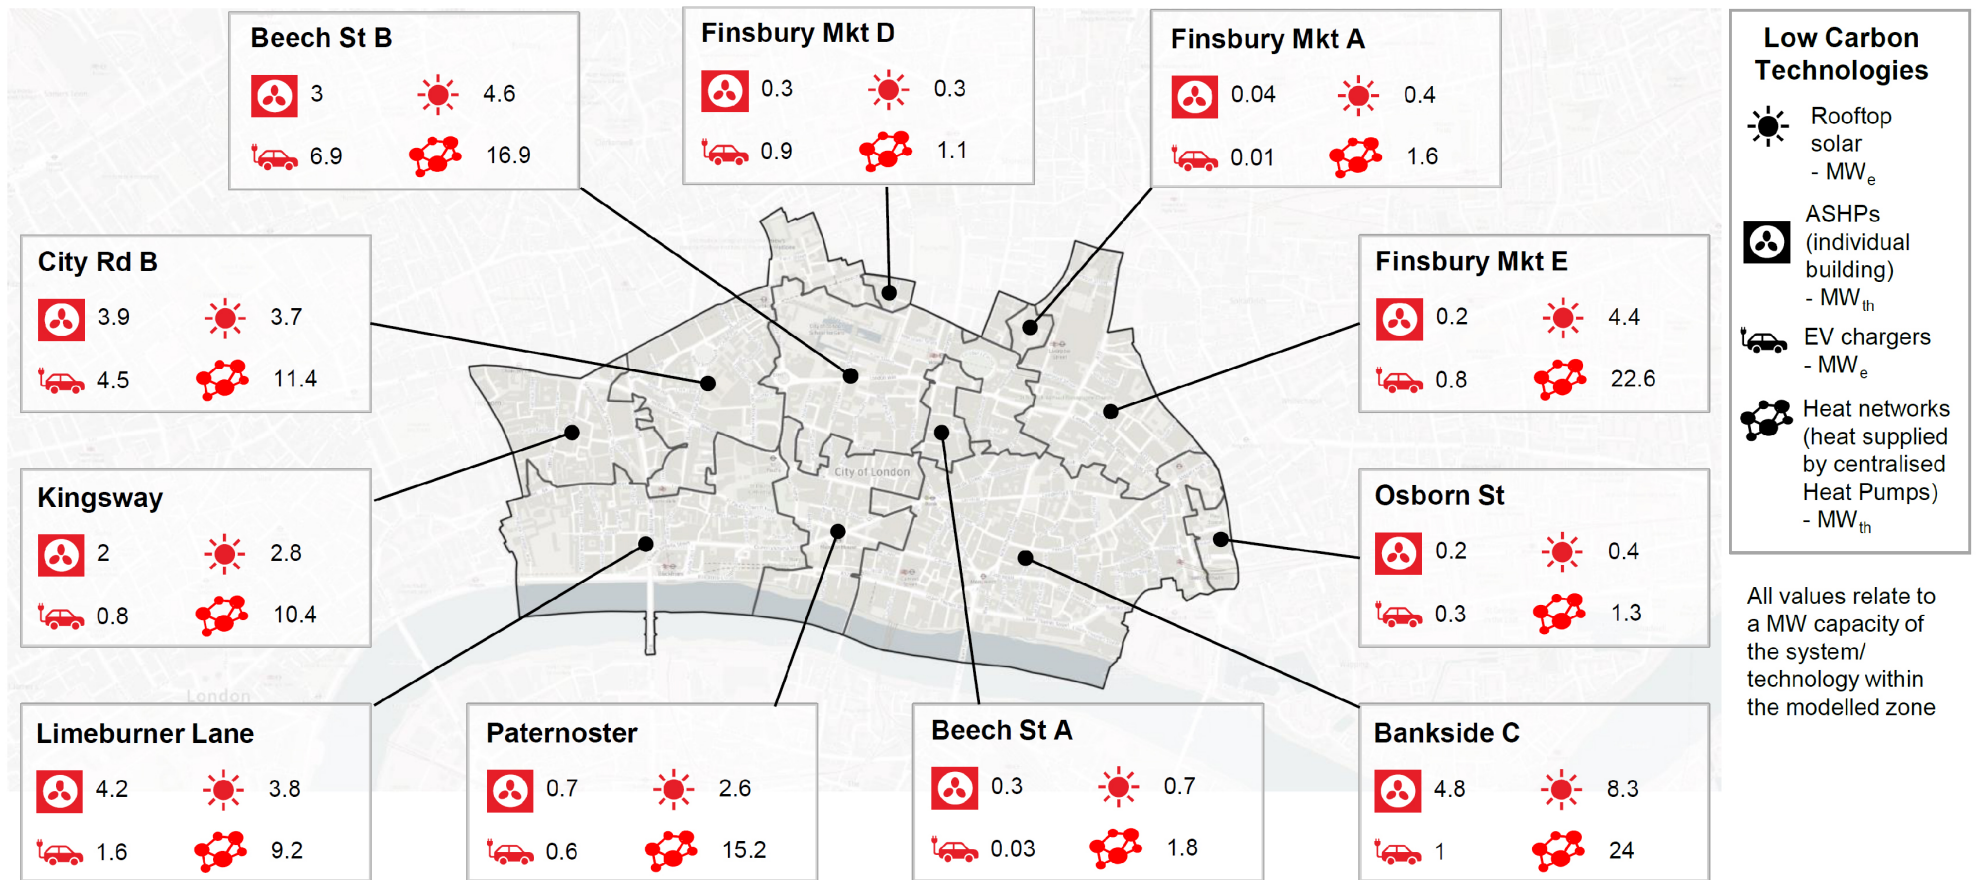 Beech St B
3
4.6
6.9
16.9
Finsbury Mkt D
0.3
0.3
0.9
1.1
Finsbury Mkt A
0.04
0.4
0.01
1.6
City Rd B
3.9
3.7
4.5
11.4
Finsbury Mkt E
0.2
4.4
0.8
22.6
Kingsway
2
2.8
0.8
10.4
Osborn St
0.2
0.4
0.3
1.3
City of London
London
Limeburner Lane
4.2
3.8
1.6
9.2
Paternoster
0.7
2.6
0.6
15.2
Beech St A
0.3
0.7
0.03
1.8
Bankside C
4.8
8.3
1
24
Low Carbon
Technologies
Rooftop
solar
- MWe
ASHPs
(individual
building)
- MWth
EV chargers
- MWe
Heat networks
(heat supplied
by centralised
Heat Pumps)
- MWth
All values relate to
a MW capacity of
the system/
technology within
the modelled zone